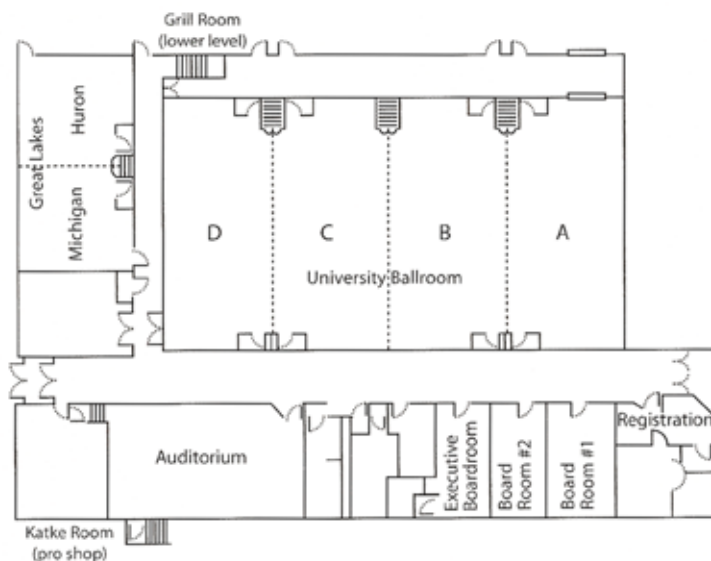 Grill Room
(lower level)
Great Lakes
Huron
Michigan
D
C
B
A
University Ballroom
Auditorium
Executive
Boardroom
Board
Room #2
Board
Room #1
Registration
Katke Room
(pro shop)